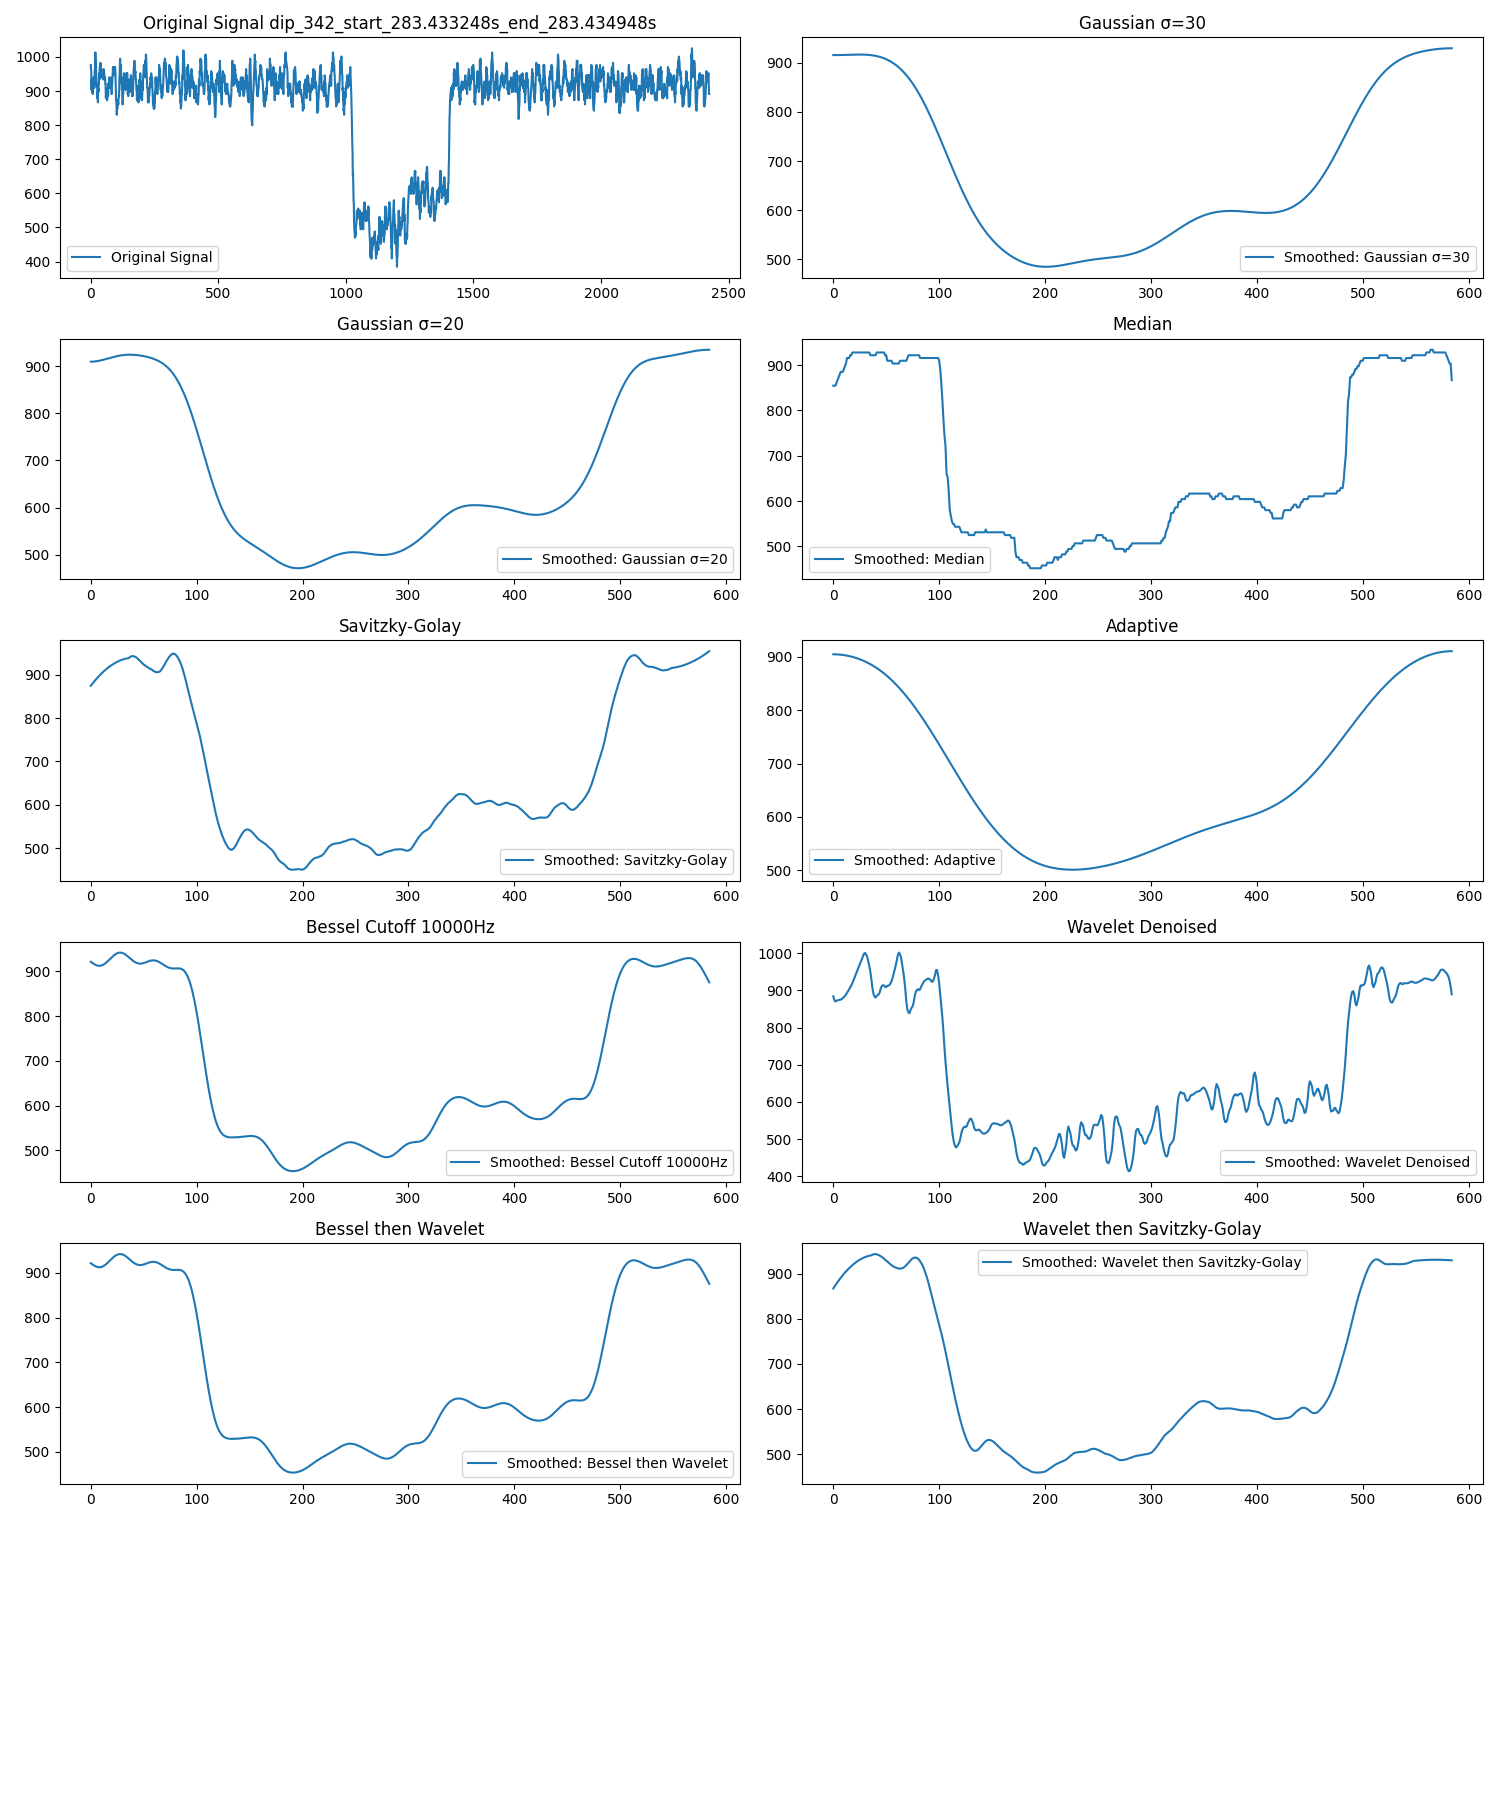 Original Signal dip_342_start_283.433248s_end_283.434948s
1000
900
800
700
600
500
400
Original Signal
0 500 1000 1500 2000 2500
Gaussian σ=30
900
800
700
600
500
Smoothed: Gaussian σ=30
0 100 200 300 400 500 600
Gaussian σ=20
900
800
700
600
500
Smoothed: Gaussian σ=20
0 100 200 300 400 500 600
Median
900
800
700
600
500
Smoothed: Median
0 100 200 300 400 500 600
Savitzky-Golay
900
800
700
600
500
Smoothed: Savitzky-Golay
0 100 200 300 400 500 600
Adaptive
900
800
700
600
500
Smoothed: Adaptive
0 100 200 300 400 500 600
Bessel Cutoff 10000Hz
900
800
700
600
500
Smoothed: Bessel Cutoff 10000Hz
0 100 200 300 400 500 600
Wavelet Denoised
1000
900
800
700
600
500
400
Smoothed: Wavelet Denoised
0 100 200 300 400 500 600
Bessel then Wavelet
900
800
700
600
500
Smoothed: Bessel then Wavelet
0 100 200 300 400 500 600
Wavelet then Savitzky-Golay
Smoothed: Wavelet then Savitzky-Golay
900
800
700
600
500
0 100 200 300 400 500 600